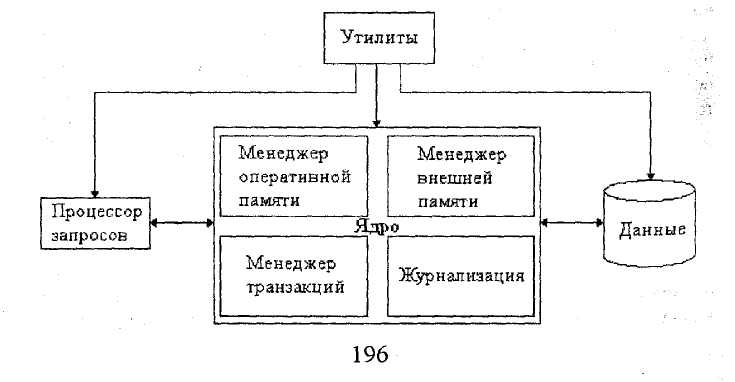 Утилиты
Менеджер
оперативной
памяти
Менеджер
внешней
памяти
Процессор
запросов
Ядро
Данные
Менеджер
транзакций
Журнализация
196